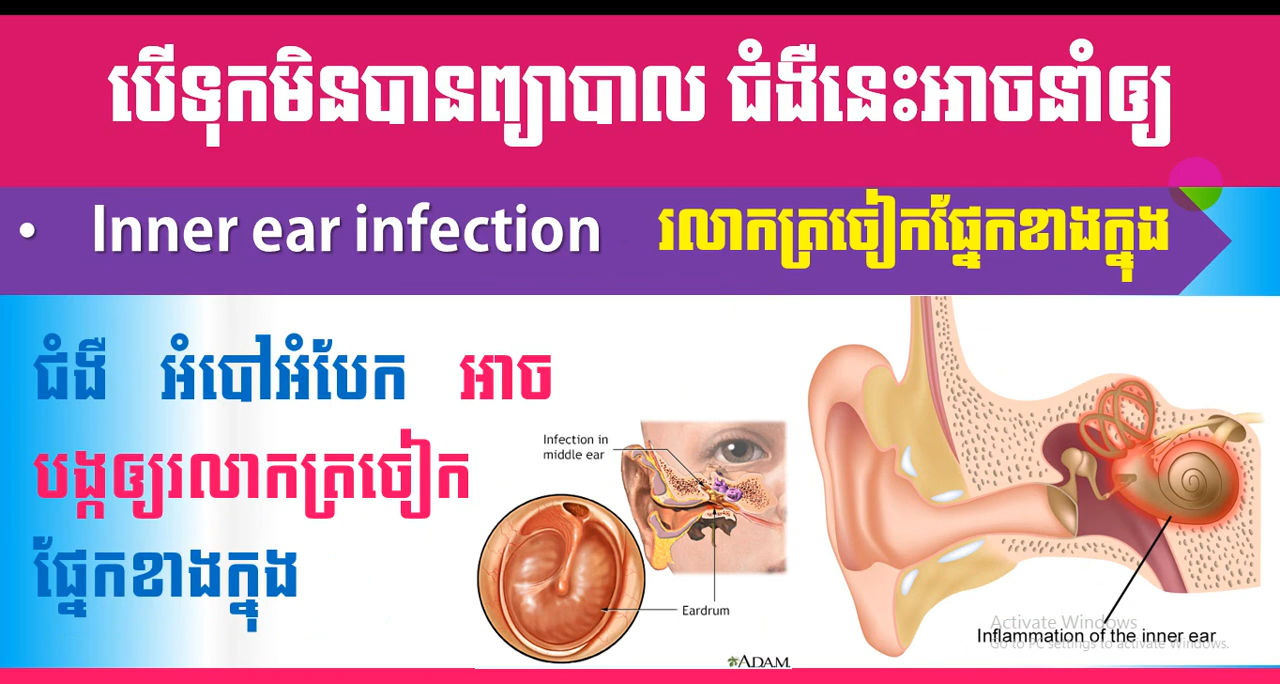 បើទុកមិនបានព្យាបាល ជំងឺនេះអាចនាំឲ្យ
• Inner ear infection រលាកត្រចៀកផ្នែកខាងក្នុង
ជំងឺ អំបៅអំបែក អាច
បង្កឲ្យរលាកត្រចៀក
ផ្នែកខាងក្នុង
Infection in
middle ear
Eardrum
ADAM.
Inflammation of the inner ear
Activate Windows
Go to PC settings to activate Windows.